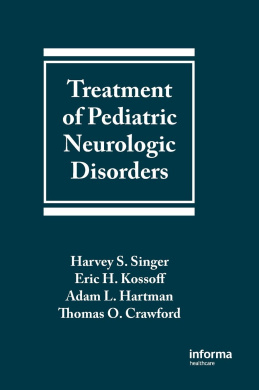 Treatment
of Pediatric
Neurologic
Disorders
Harvey S. Singer
Eric H. Kossoff
Adam L. Hartman
Thomas O. Crawford
informa
healthcare